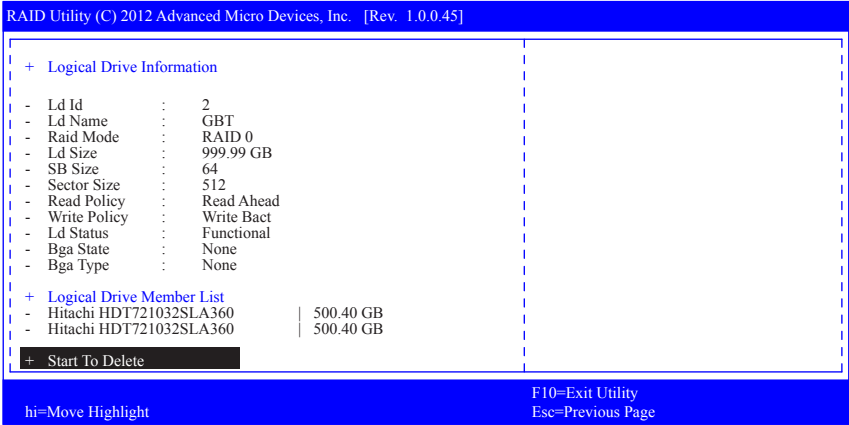 RAID Utility (C) 2012 Advanced Micro Devices, Inc. [Rev. 1.0.0.45]
+ Logical Drive Information
- Ld Id : 2
- Ld Name : GBT
- Raid Mode : RAID 0
- Ld Size : 999.99 GB
- SB Size : 64
- Sector Size : 512
- Read Policy : Read Ahead
- Write Policy : Write Bact
- Ld Status : Functional
- Bga State : None
- Bga Type : None
+ Logical Drive Member List
- Hitachi HDT721032SLA360 | 500.40 GB
- Hitachi HDT721032SLA360 | 500.40 GB
+ Start To Delete
F10=Exit Utility
hi=Move Highlight Esc=Previous Page